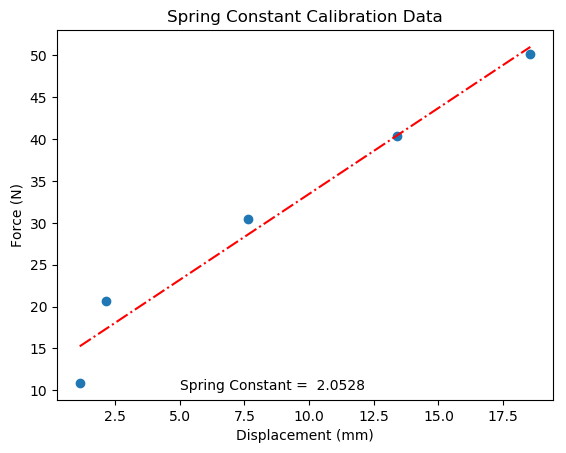 Spring Constant Calibration Data
50
45
40
35
30
25
20
15
10
Force (N)
Spring Constant =  2.0528
2.5 5.0 7.5 10.0 12.5 15.0 17.5
Displacement (mm)